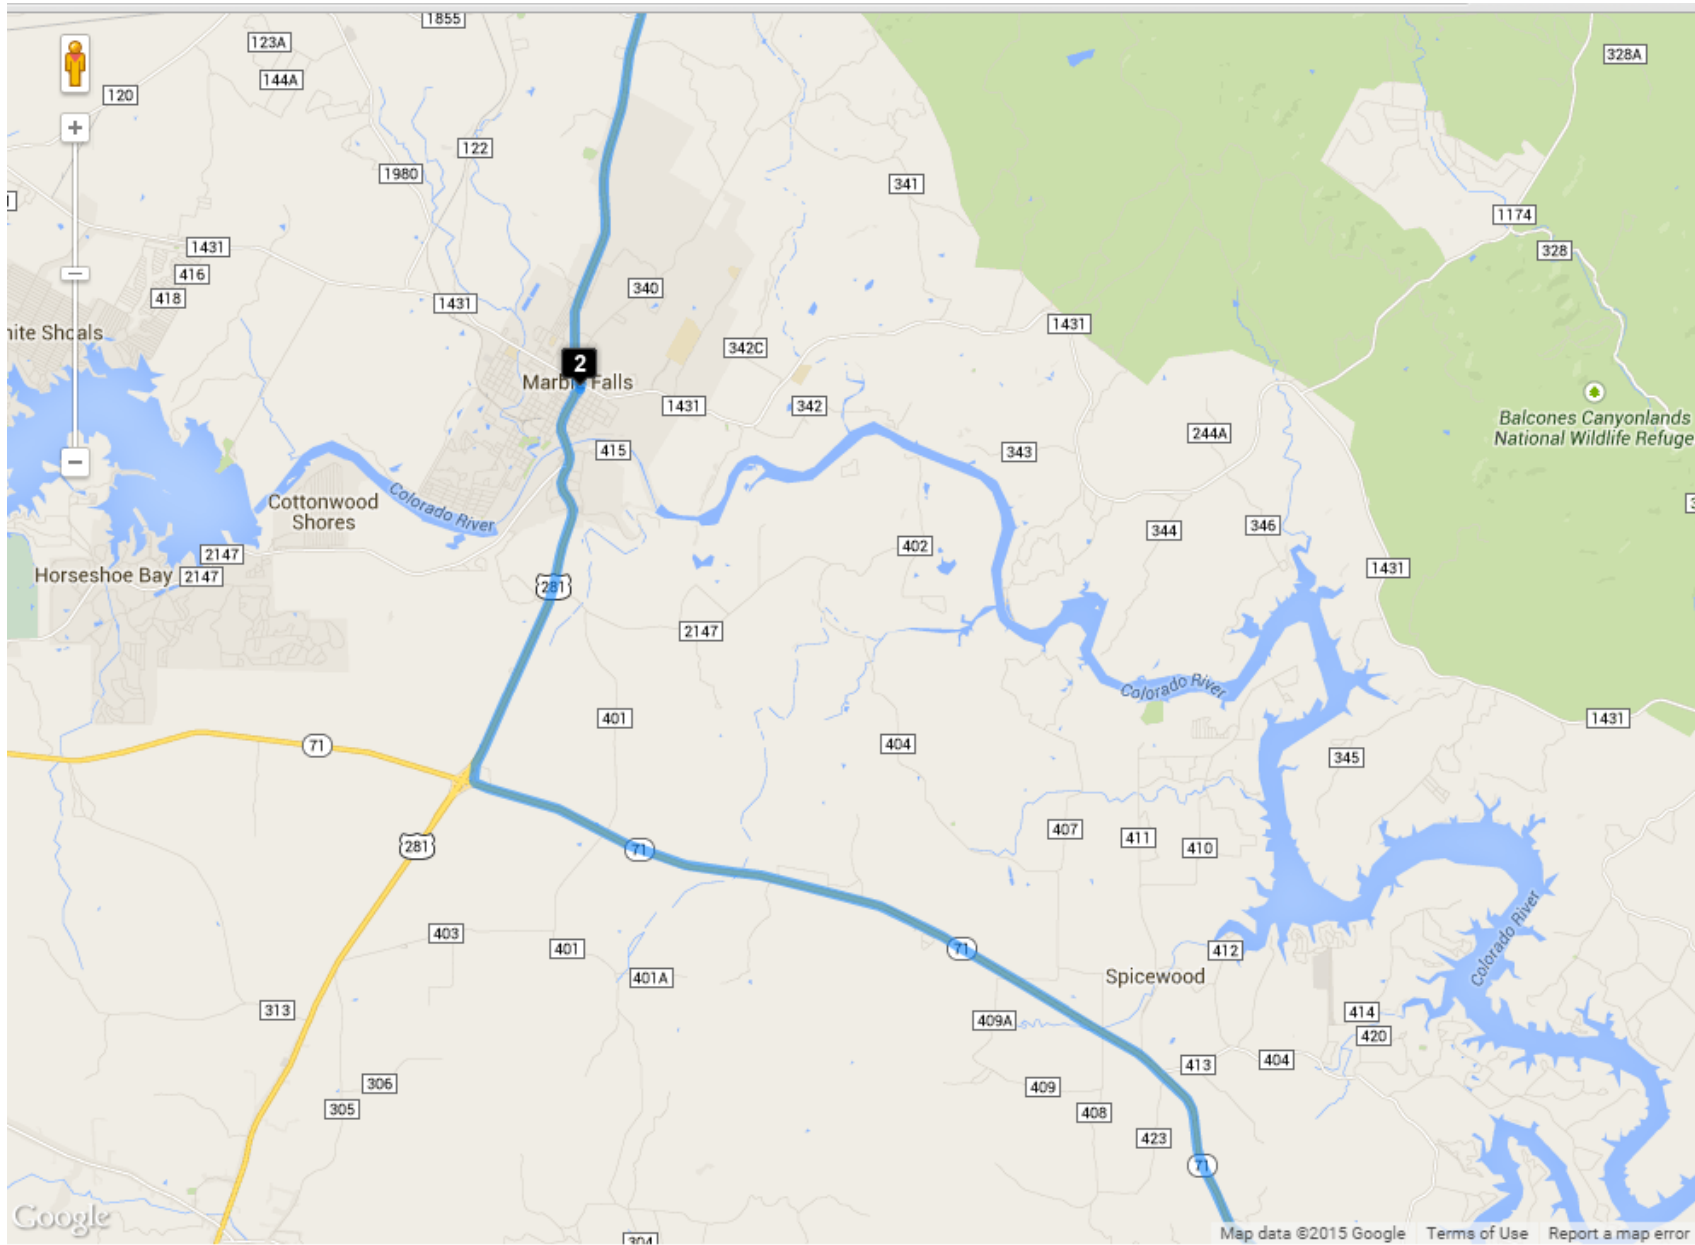 1855
123A
328A
144A
120
122
1980
341
1174
1431
328
416
340
418
1431
1431
342C
2
Marble Falls
342
1431
Balcones Canyonlands
National Wildlife Refuge
244A
415
343
Colorado River
Cottonwood
Shores
344
346
402
2147
1431
Horseshoe Bay
2147
281
2147
Colorado River
401
1431
71
404
345
407
411
410
281
71
Colorado River
403
401
71
412
401A
Spicewood
313
414
409A
420
404
413
306
409
305
408
423
71
Google
304
Map data ©2015 Google
Terms of Use
Report a map error